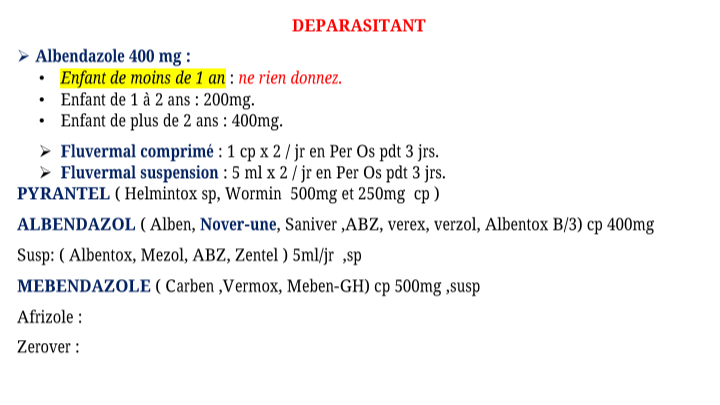 DEPARASITANT
➢ Albendazole 400 mg :
• Enfant de moins de 1 an : ne rien donnez.
• Enfant de 1 à 2 ans : 200mg.
• Enfant de plus de 2 ans : 400mg.
➢ Fluvermal comprimé : 1 cp x 2 / jr en Per Os pdt 3 jrs.
➢ Fluvermal suspension : 5 ml x 2 / jr en Per Os pdt 3 jrs.
PYRANTEL ( Helmintox sp, Wormin 500mg et 250mg cp )
ALBENDAZOL ( Alben, Nover-une, Saniver ,ABZ, verex, verzol, Albentox B/3) cp 400mg
Susp: ( Albentox, Mezol, ABZ, Zentel ) 5ml/jr ,sp
MEBENDAZOLE ( Carben ,Vermox, Meben-GH) cp 500mg ,susp
Afrizole :
Zerover :